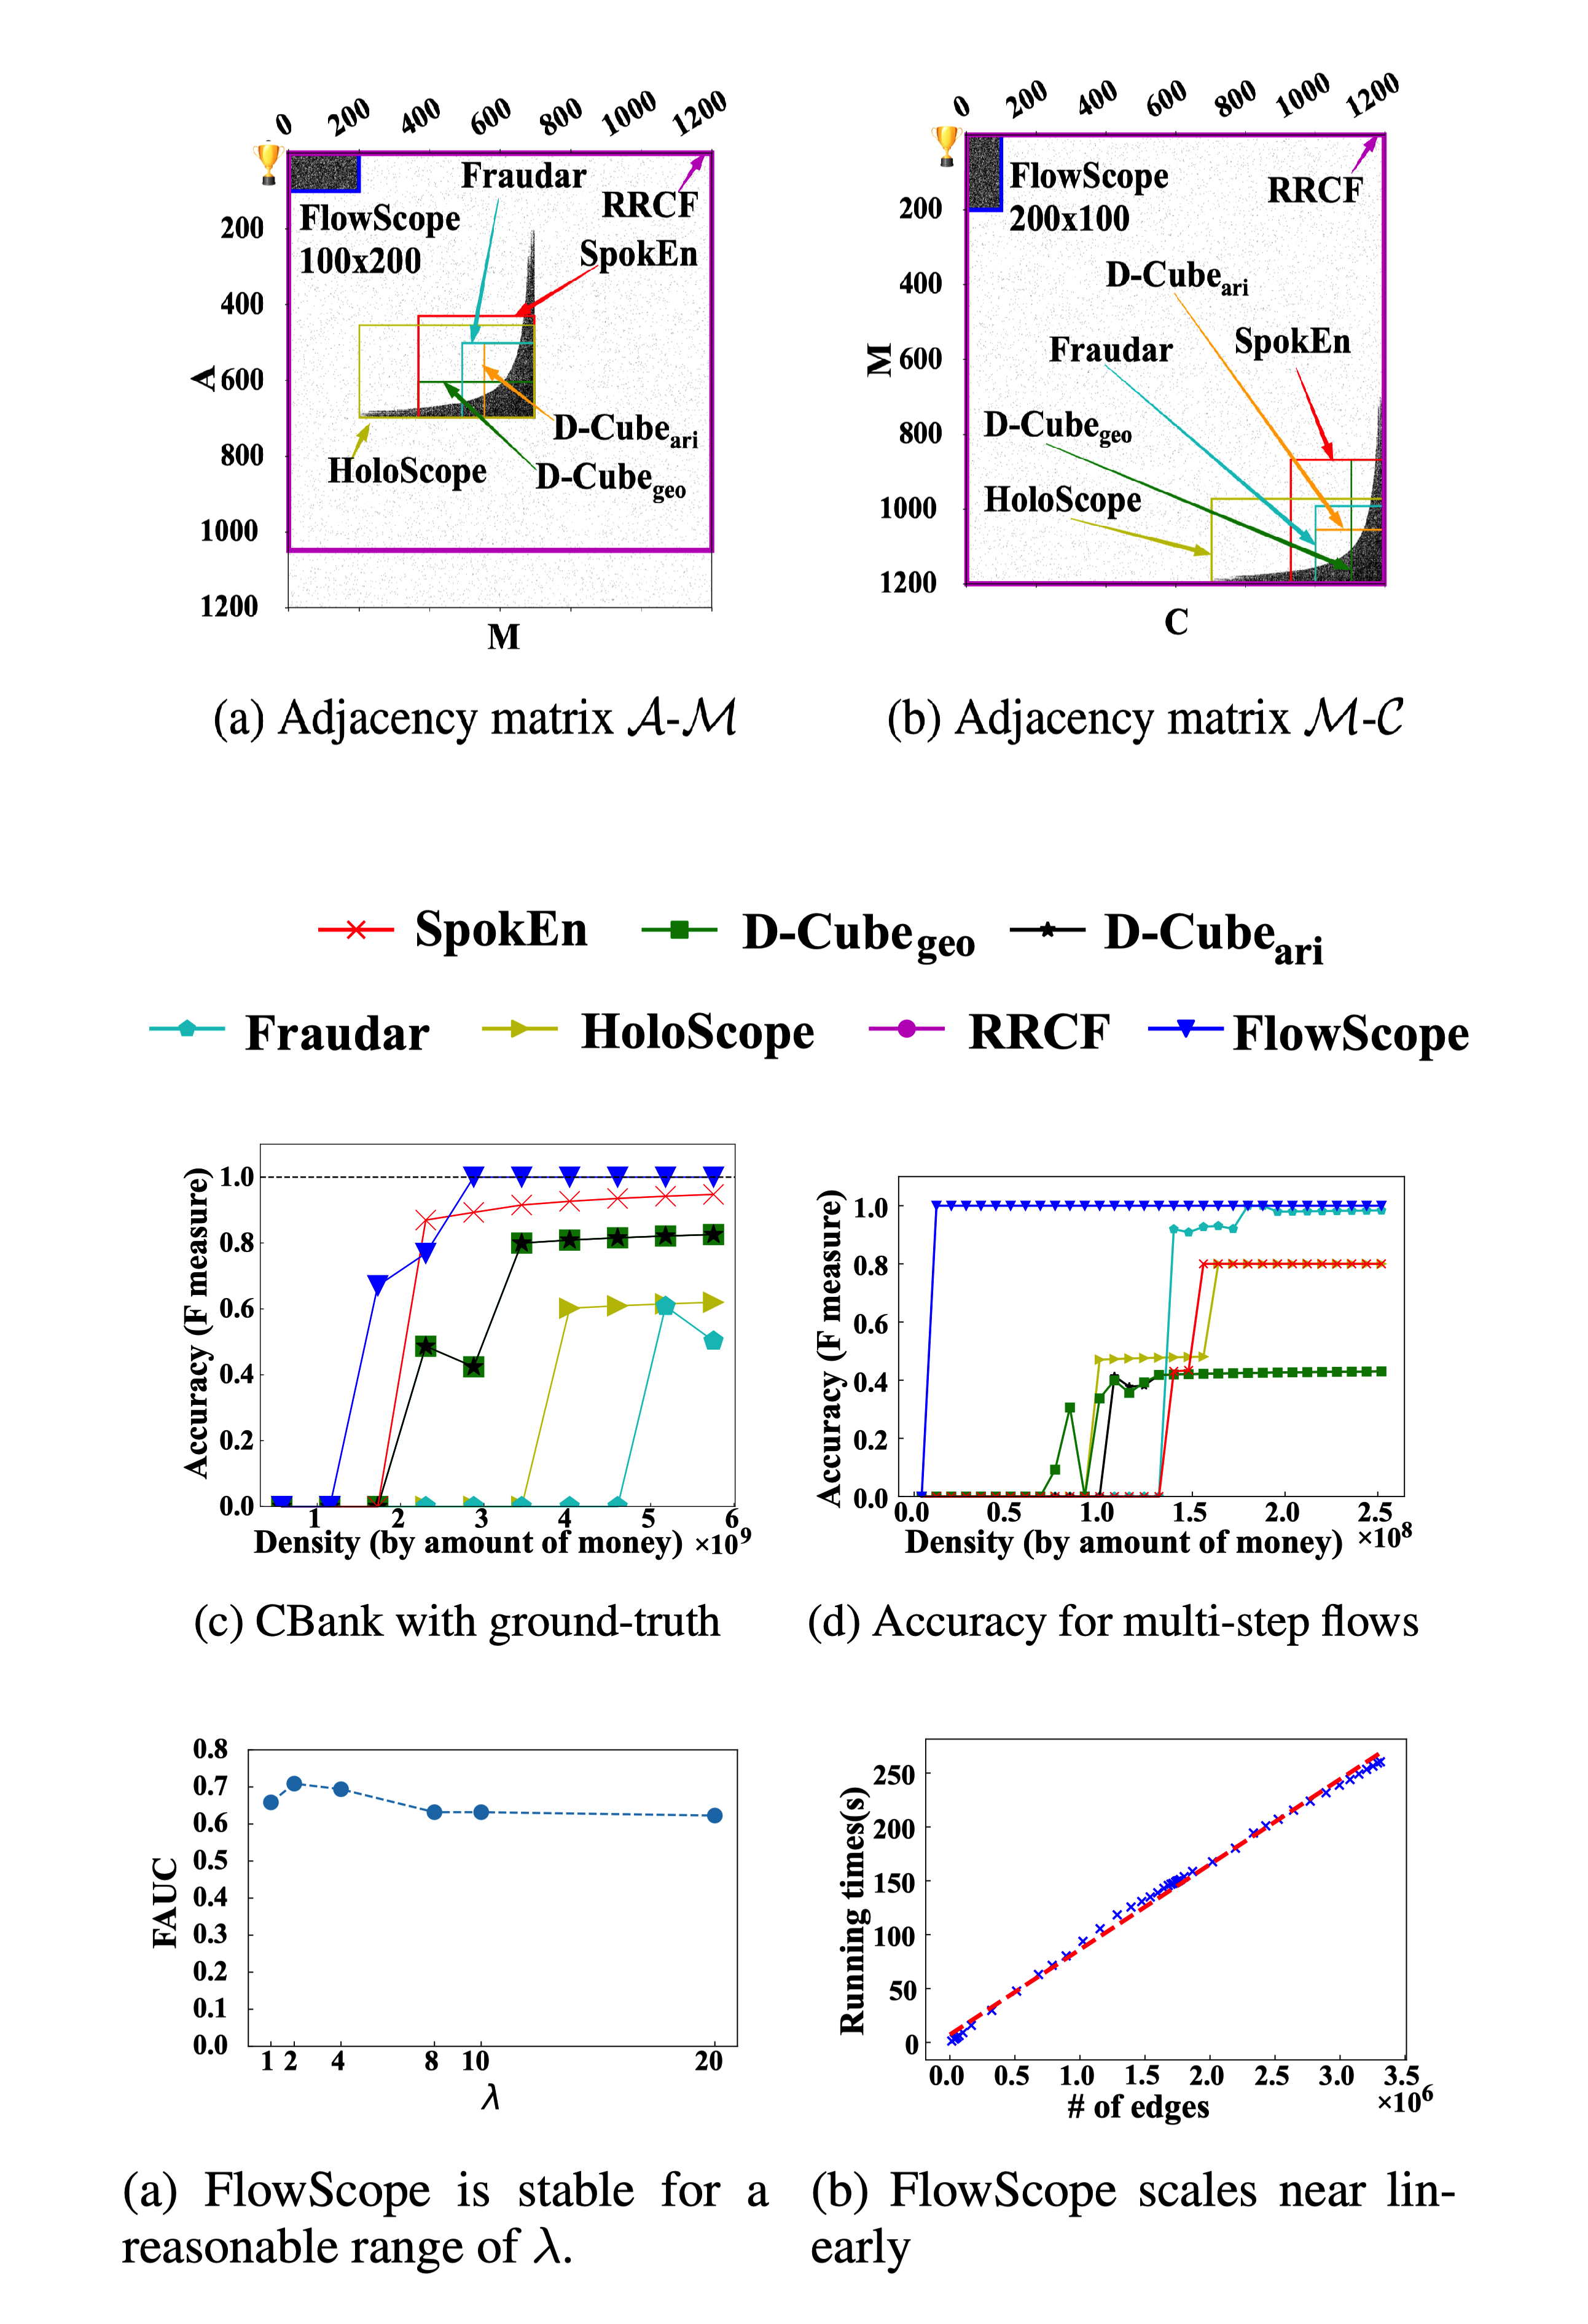 0 200 400 600 800 1000 1200
Fraudar
RRCF
FlowScope
100x200
SpokEn
200
400
A
600
D-Cubeari
HoloScope
D-Cubegeo
800
1000
1200
M
(a) Adjacency matrix 𝒜-ℳ
0 200 400 600 800 1000 1200
FlowScope
200x100
RRCF
200
D-Cubeari
400
Fraudar
SpokEn
M
600
D-Cubegeo
800
HoloScope
1000
1200
C
(b) Adjacency matrix ℳ-𝒞
SpokEn D-Cubegeo D-Cubeari
Fraudar HoloScope RRCF FlowScope
Accuracy (F measure)
1.0
0.8
0.6
0.4
0.2
0.0
1 2 3 4 5 6
Density (by amount of money) ×10⁹
(c) CBank with ground-truth
Accuracy (F measure)
1.0
0.8
0.6
0.4
0.2
0.0
0.0 0.5 1.0 1.5 2.0 2.5
Density (by amount of money) ×10⁸
(d) Accuracy for multi-step flows
FAUC
0.8
0.7
0.6
0.5
0.4
0.3
0.2
0.1
0.0
1 2 4 8 10 20
λ
(a) FlowScope is stable for a
reasonable range of λ.
Running times(s)
250
200
150
100
50
0
0.0 0.5 1.0 1.5 2.0 2.5 3.0 3.5
# of edges ×10⁶
(b) FlowScope scales near lin-
early